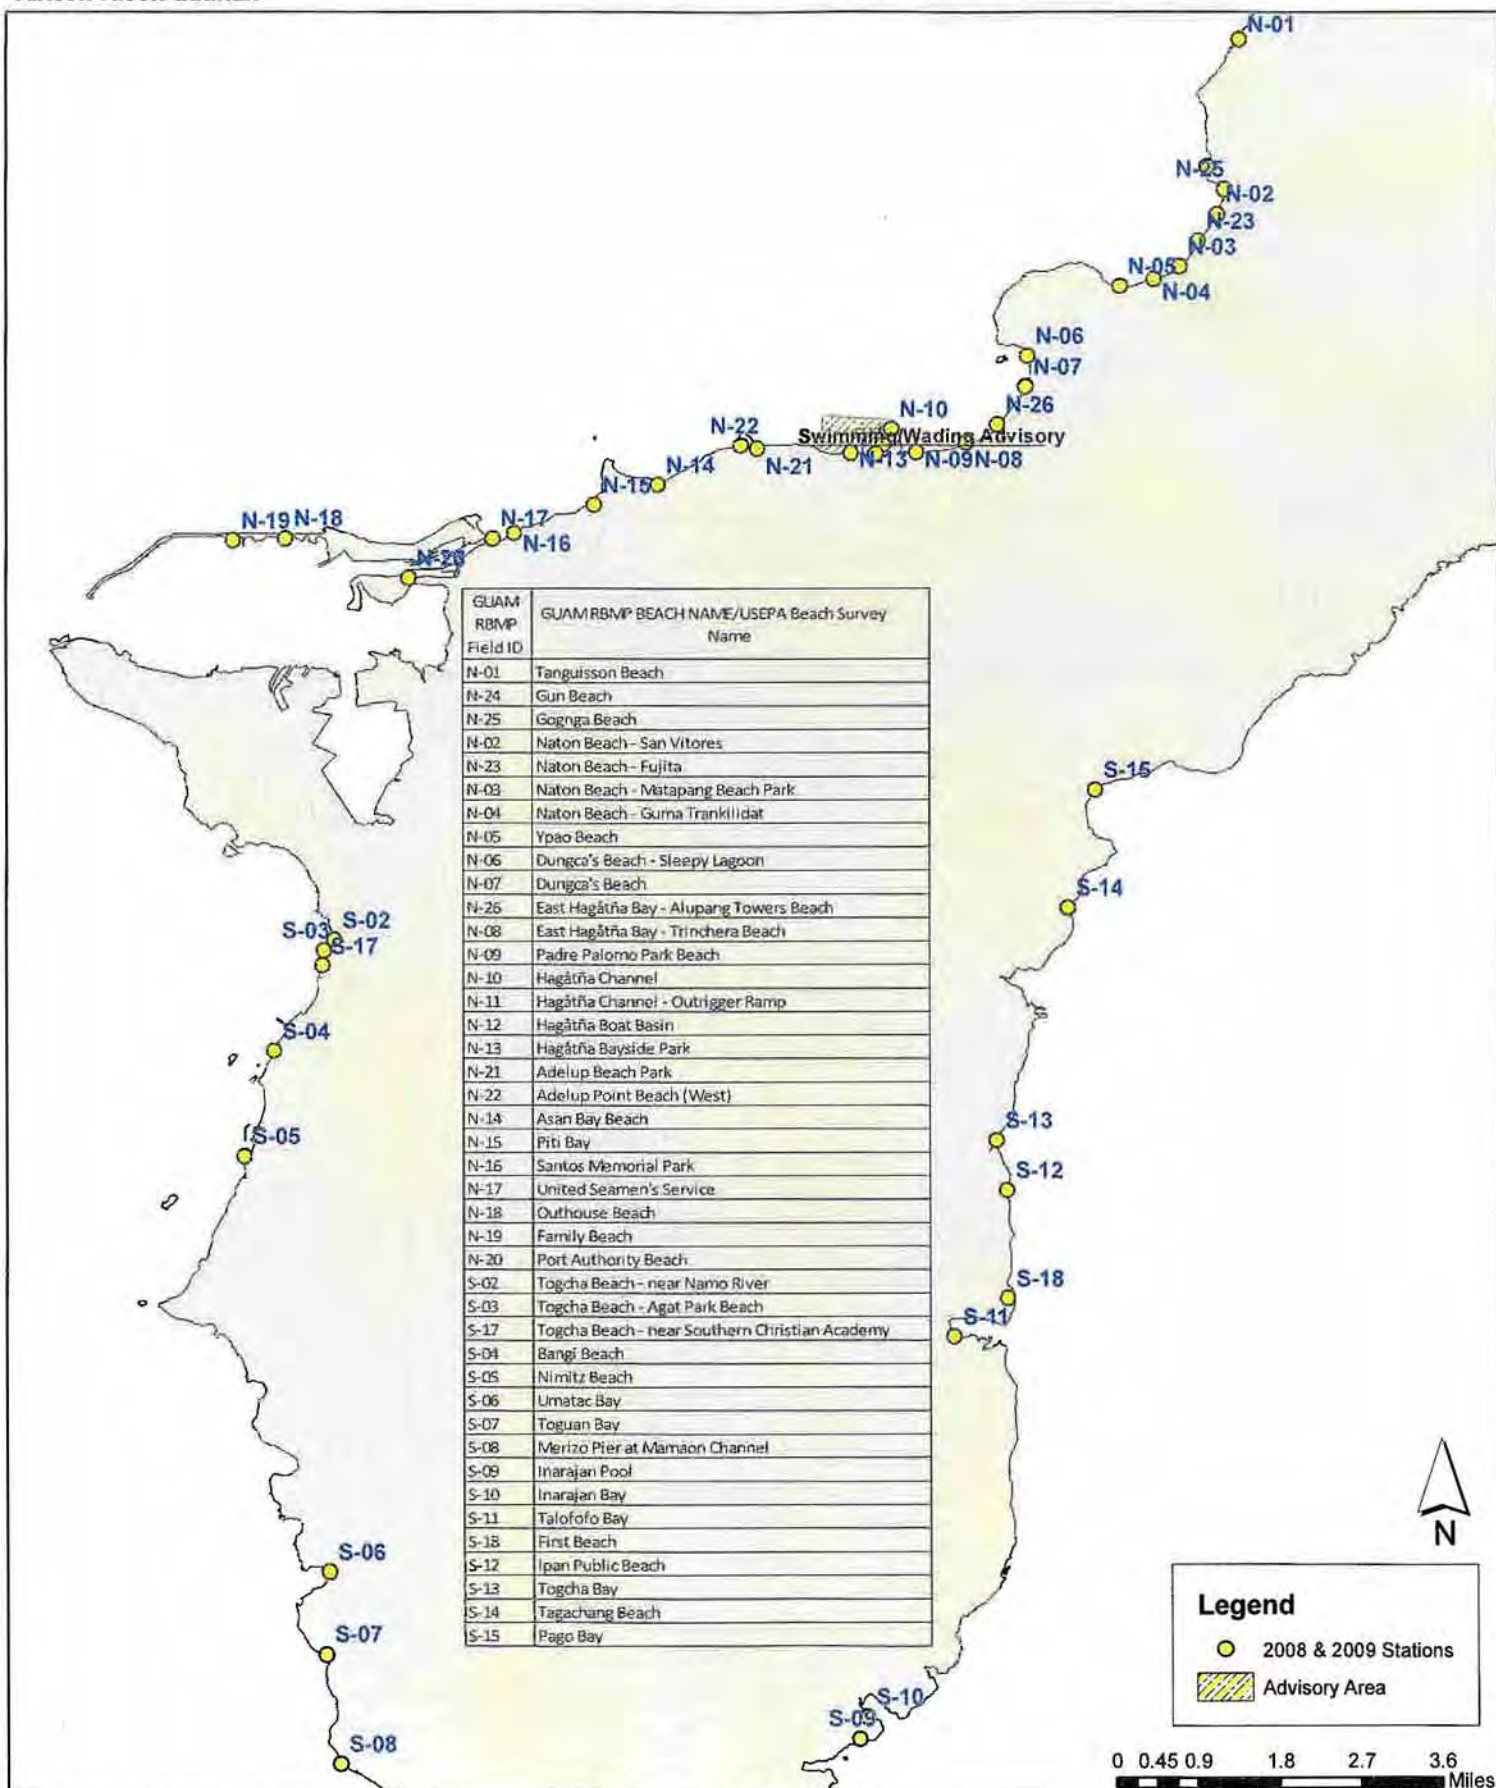 N-01
N-25
N-02
N-23
N-03
N-05
N-04
N-06
N-07
N-26
N-10
N-22
Swimming/Wading Advisory
N-21
N-13
N-09
N-08
N-14
N-15
N-17
N-19
N-18
N-16
GUAM RBMP Field ID GUAM RBMP BEACH NAME/USEPA Beach Survey Name
N-01 Tanguisson Beach
N-24 Gun Beach
N-25 Gognga Beach
N-02 Naton Beach - San Vitores
N-23 Naton Beach - Fujita
N-03 Naton Beach - Matapang Beach Park
N-04 Naton Beach - Guma Trankilidat
N-05 Ypao Beach
N-06 Dungca's Beach - Sleepy Lagoon
N-07 Dungca's Beach
N-26 East Hagåtña Bay - Alupang Towers Beach
N-08 East Hagåtña Bay - Trinchera Beach
N-09 Padre Palomo Park Beach
N-10 Hagåtña Channel
N-11 Hagåtña Channel - Outrigger Ramp
N-12 Hagåtña Boat Basin
N-13 Hagåtña Bayside Park
N-21 Adelup Beach Park
N-22 Adelup Point Beach (West)
N-14 Asan Bay Beach
N-15 Piti Bay
N-16 Santos Memorial Park
N-17 United Seamen's Service
N-18 Outhouse Beach
N-19 Family Beach
N-20 Port Authority Beach
S-02 Togcha Beach - near Namo River
S-03 Togcha Beach - Agat Park Beach
S-17 Togcha Beach - near Southern Christian Academy
S-04 Bangi Beach
S-05 Nimitz Beach
S-06 Umatac Bay
S-07 Toguan Bay
S-08 Merizo Pier at Mamaon Channel
S-09 Inarajan Pool
S-10 Inarajan Bay
S-11 Talofofo Bay
S-18 First Beach
S-12 Ipan Public Beach
S-13 Togcha Bay
S-14 Tagachang Beach
S-15 Pago Bay
S-15
S-14
S-02
S-03
S-17
S-04
S-05
S-13
S-12
S-18
S-11
S-06
S-07
S-08
S-10
S-09
N
Legend
2008 & 2009 Stations
Advisory Area
0 0.45 0.9 1.8 2.7 3.6
Miles